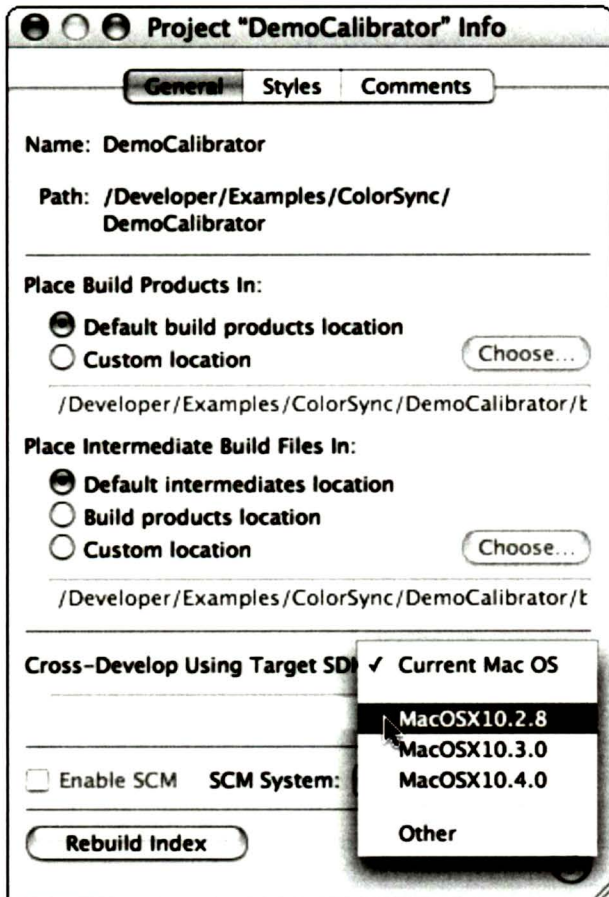 Project “DemoCalibrator” Info
General Styles Comments
Name: DemoCalibrator
Path: /Developer/Examples/ColorSync/
DemoCalibrator
Place Build Products In:
Default build products location
Custom location
Choose...
/Developer/Examples/ColorSync/DemoCalibrator/b
Place Intermediate Build Files In:
Default intermediates location
Build products location
Custom location
Choose...
/Developer/Examples/ColorSync/DemoCalibrator/b
Cross-Develop Using Target SD
✓ Current Mac OS
MacOSX10.2.8
MacOSX10.3.0
MacOSX10.4.0
Other
Enable SCM SCM System:
Rebuild Index